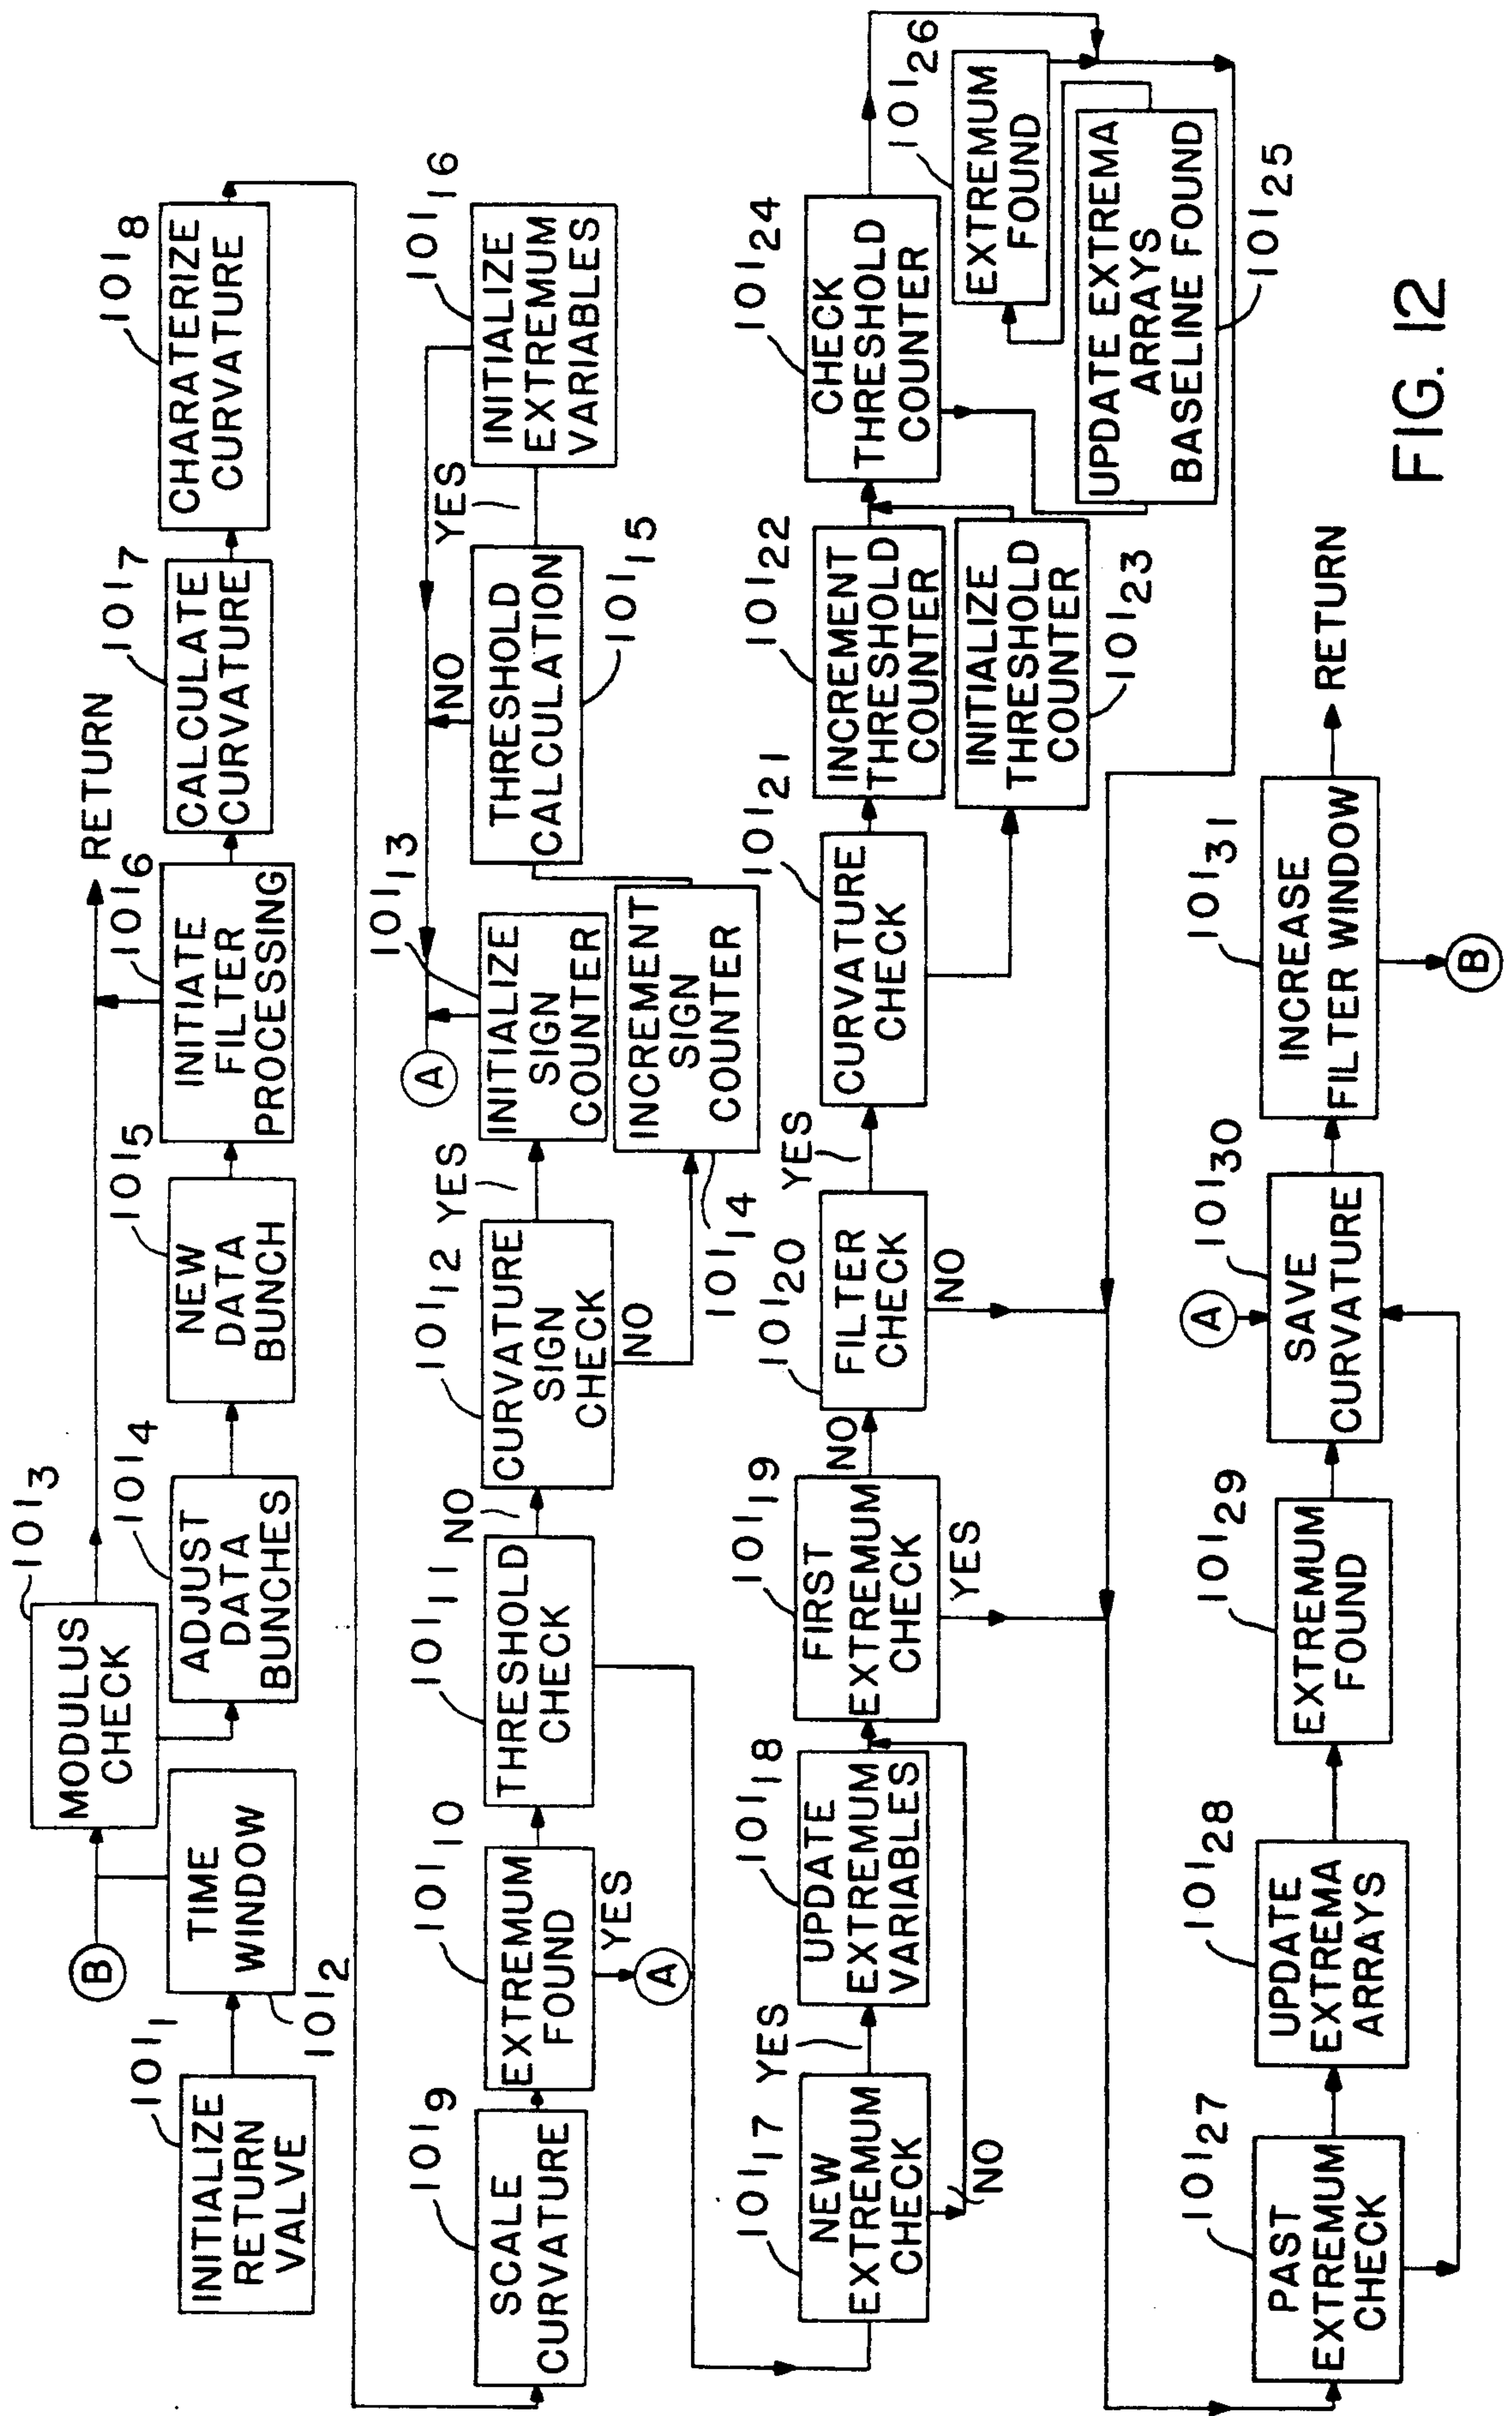 B
101₁
INITIALIZE
RETURN
VALVE
101₂
TIME
WINDOW
101₃
MODULUS
CHECK
101₄
ADJUST
DATA
BUNCHES
101₅
NEW
DATA
BUNCH
101₆
INITIATE
FILTER
PROCESSING
RETURN
101₇
CALCULATE
CURVATURE
101₈
CHARATERIZE
CURVATURE
101₉
SCALE
CURVATURE
101₁₀
EXTREMUM
FOUND
YES
A
101₁₁
THRESHOLD
CHECK
NO
101₁₂
CURVATURE
SIGN
CHECK
YES
NO
A
101₁₃
INITIALIZE
SIGN
COUNTER
101₁₄
INCREMENT
SIGN
COUNTER
101₁₅
THRESHOLD
CALCULATION
NO
YES
101₁₆
INITIALIZE
EXTREMUM
VARIABLES
101₁₇
NEW
EXTREMUM
CHECK
YES
NO
101₁₈
UPDATE
EXTREMUM
VARIABLES
101₁₉
FIRST
EXTREMUM
CHECK
NO
YES
101₂₀
FILTER
CHECK
YES
NO
101₂₁
CURVATURE
CHECK
101₂₂
INCREMENT
THRESHOLD
COUNTER
101₂₃
INITIALIZE
THRESHOLD
COUNTER
101₂₄
CHECK
THRESHOLD
COUNTER
101₂₅
UPDATE EXTREMA
ARRAYS
BASELINE FOUND
101₂₆
EXTREMUM
FOUND
101₂₇
PAST
EXTREMUM
CHECK
101₂₈
UPDATE
EXTREMA
ARRAYS
101₂₉
EXTREMUM
FOUND
A
101₃₀
SAVE
CURVATURE
101₃₁
INCREASE
FILTER WINDOW
B
RETURN
FIG. 12